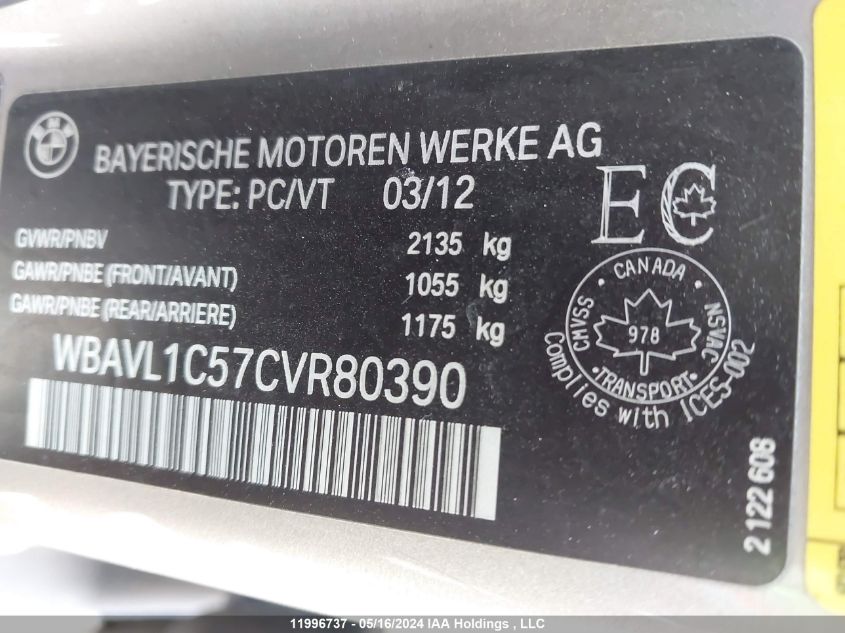 BMW
BAYERISCHE MOTOREN WERKE AG
TYPE: PC/VT 03/12
GVWR/PNBV 2135 kg
GAWR/PNBE (FRONT/AVANT) 1055 kg
GAWR/PNBE (REAR/ARRIERE) 1175 kg
WBAVL1C57CVR80390
EC
CANADA
CMVSS
978
NSVAC
TRANSPORT
Complies with ICES-002
2 122 608
11996737 - 05/16/2024 IAA Holdings , LLC